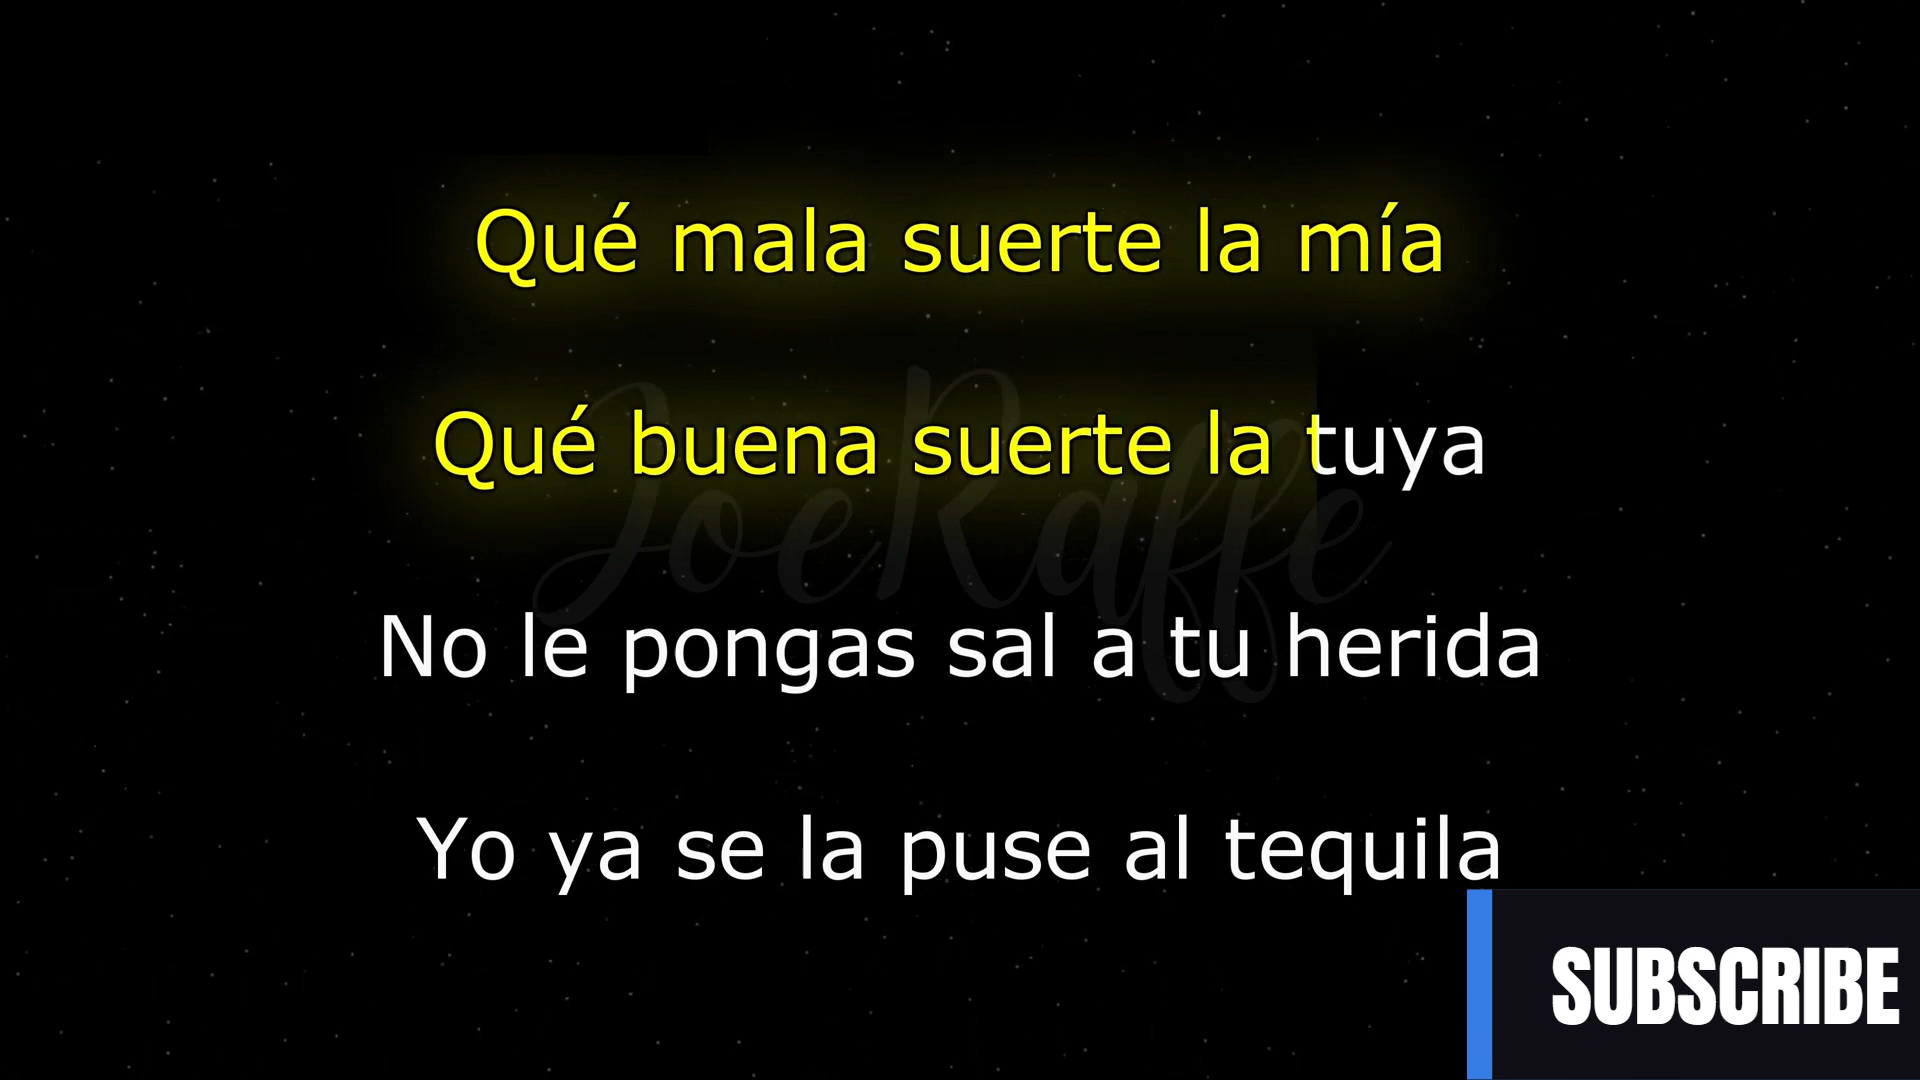 Qué mala suerte la mía
Qué buena suerte la tuya
JoeRaffe
No le pongas sal a tu herida
Yo ya se la puse al tequila
SUBSCRIBE